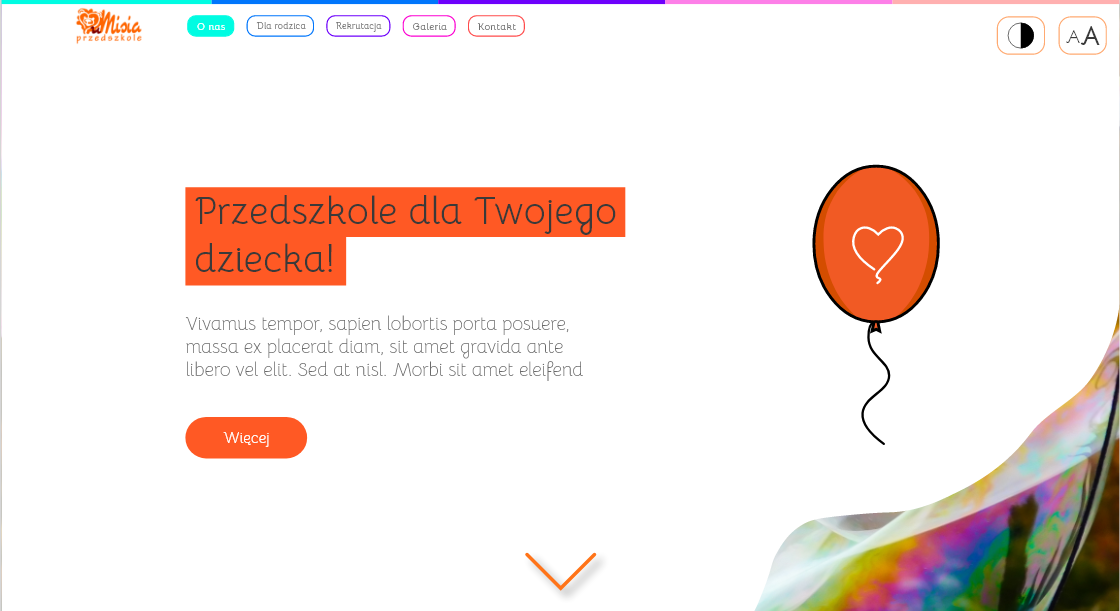 Misia
przedszkole
O nas
Dla rodzica
Rekrutacja
Galeria
Kontakt
AA
Przedszkole dla Twojego
dziecka!
Vivamus tempor, sapien lobortis porta posuere,
massa ex placerat diam, sit amet gravida ante
libero vel elit. Sed at nisl. Morbi sit amet eleifend
Więcej